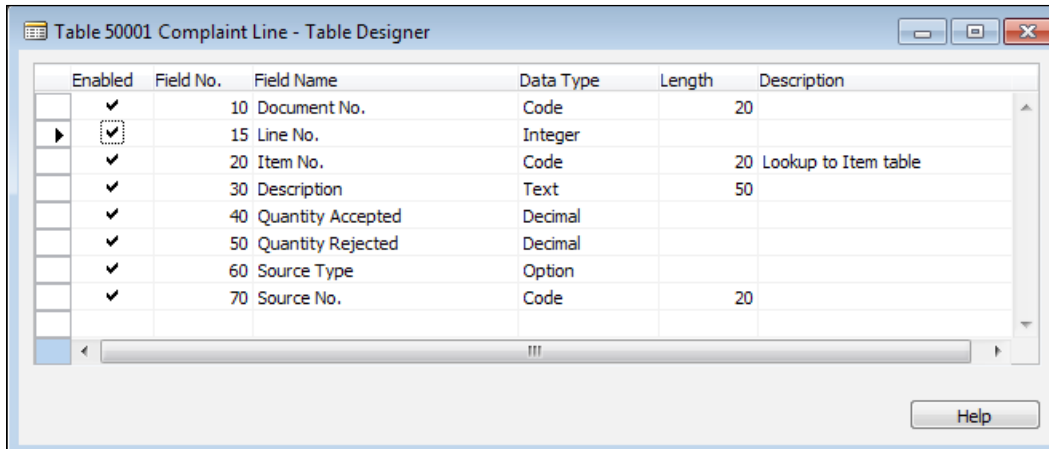 Table 50001 Complaint Line - Table Designer
Enabled Field No. Field Name Data Type Length Description
10 Document No. Code 20
15 Line No. Integer
20 Item No. Code 20 Lookup to Item table
30 Description Text 50
40 Quantity Accepted Decimal
50 Quantity Rejected Decimal
60 Source Type Option
70 Source No. Code 20
Help